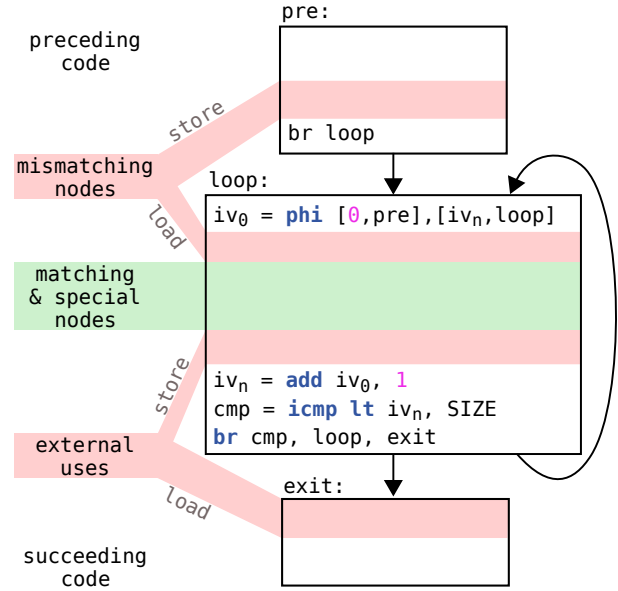 pre:
preceding
code
store
br loop
mismatching
nodes
loop:
load
iv₀ = phi [0,pre],[ivₙ,loop]
matching
& special
nodes
store
ivₙ = add iv₀, 1
cmp = icmp lt ivₙ, SIZE
br cmp, loop, exit
external
uses
load
exit:
succeeding
code